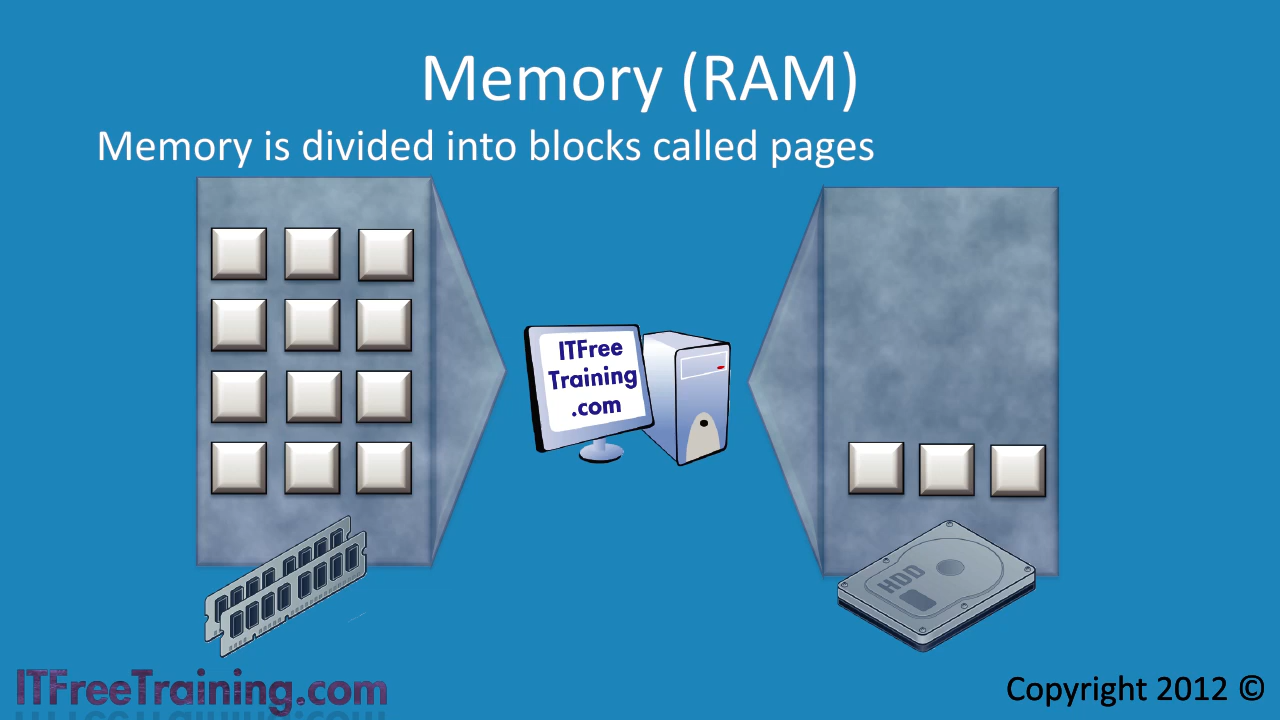 Memory (RAM)
Memory is divided into blocks called pages
ITFree
Training
.com
HDD
ITFreeTraining.com
Copyright 2012 ©